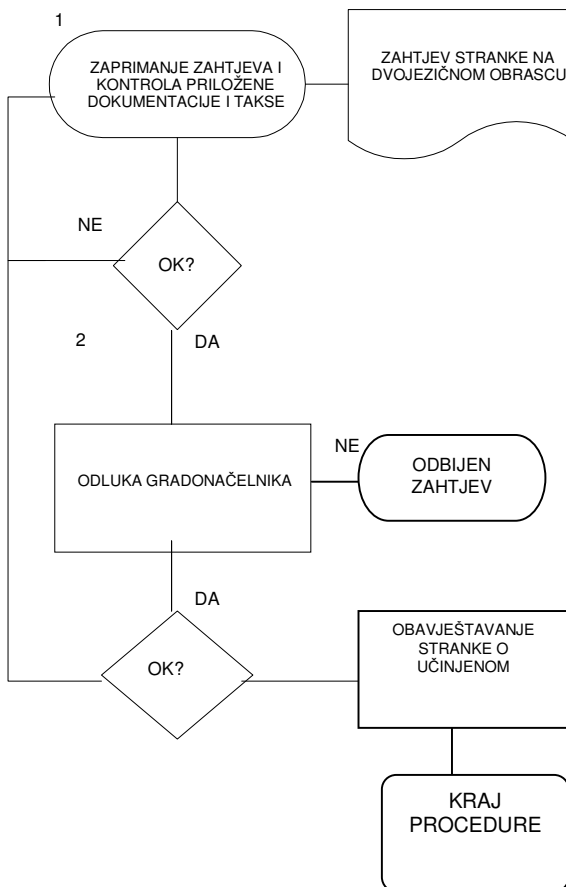 1
ZAPRIMANJE ZAHTJEVA I
KONTROLA PRILOŽENE
DOKUMENTACIJE I TAKSE
ZAHTJEV STRANKE NA
DVOJEZIČNOM OBRASCU
NE
OK?
2
DA
ODLUKA GRADONAČELNIKA
NE
ODBIJEN
ZAHTJEV
DA
OK?
OBAVJEŠTAVANJE
STRANKE O
UČINJENOM
KRAJ
PROCEDURE